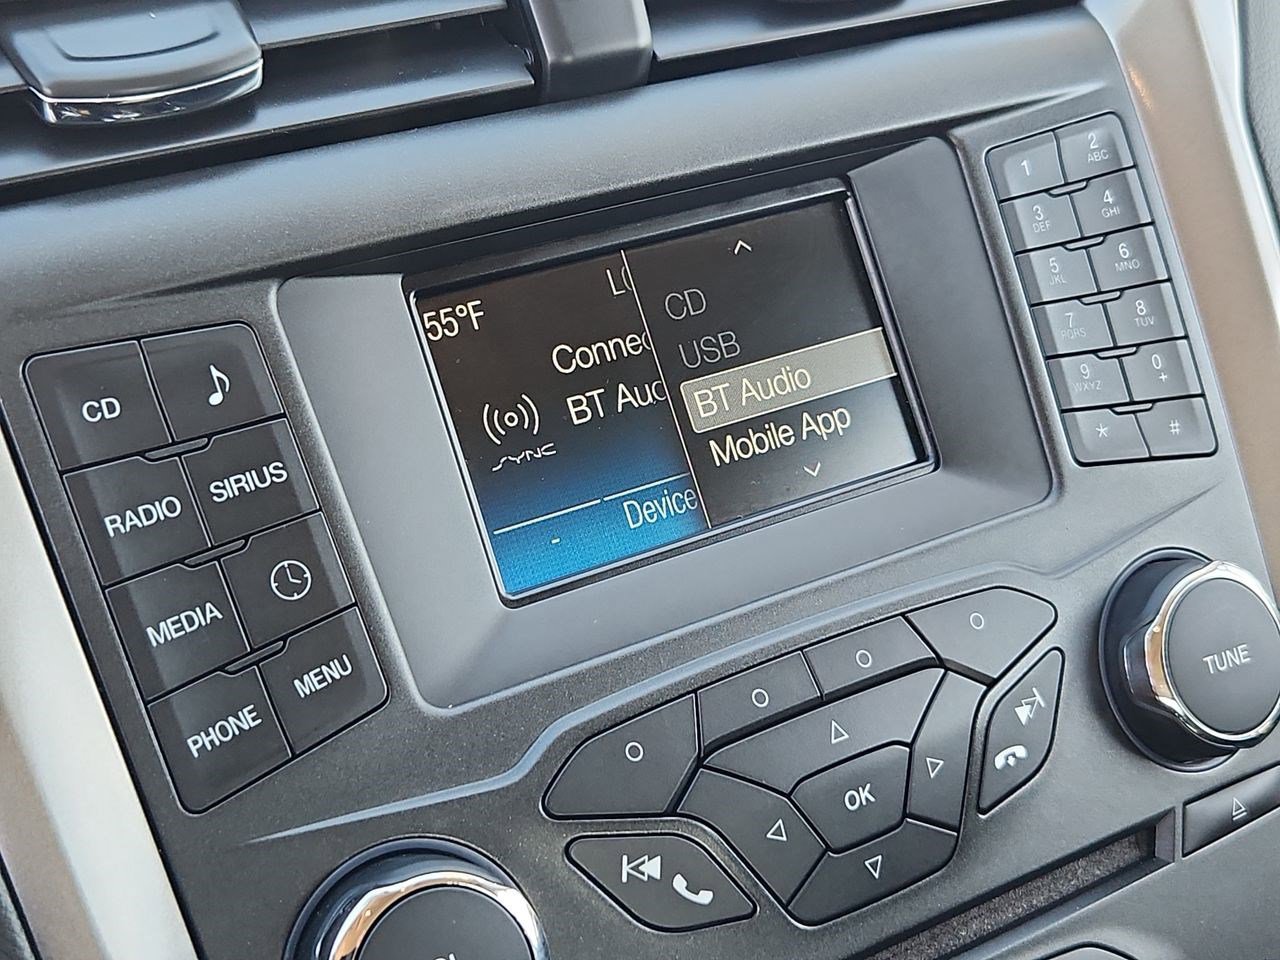 55°F
Connec
BT Aud
SYNC
Device
CD
USB
BT Audio
Mobile App
CD
RADIO
SIRIUS
MEDIA
PHONE
MENU
1
2
ABC
3
DEF
4
GHI
5
JKL
6
MNO
7
PQRS
8
TUV
9
WXYZ
0
+
*
#
TUNE
OK